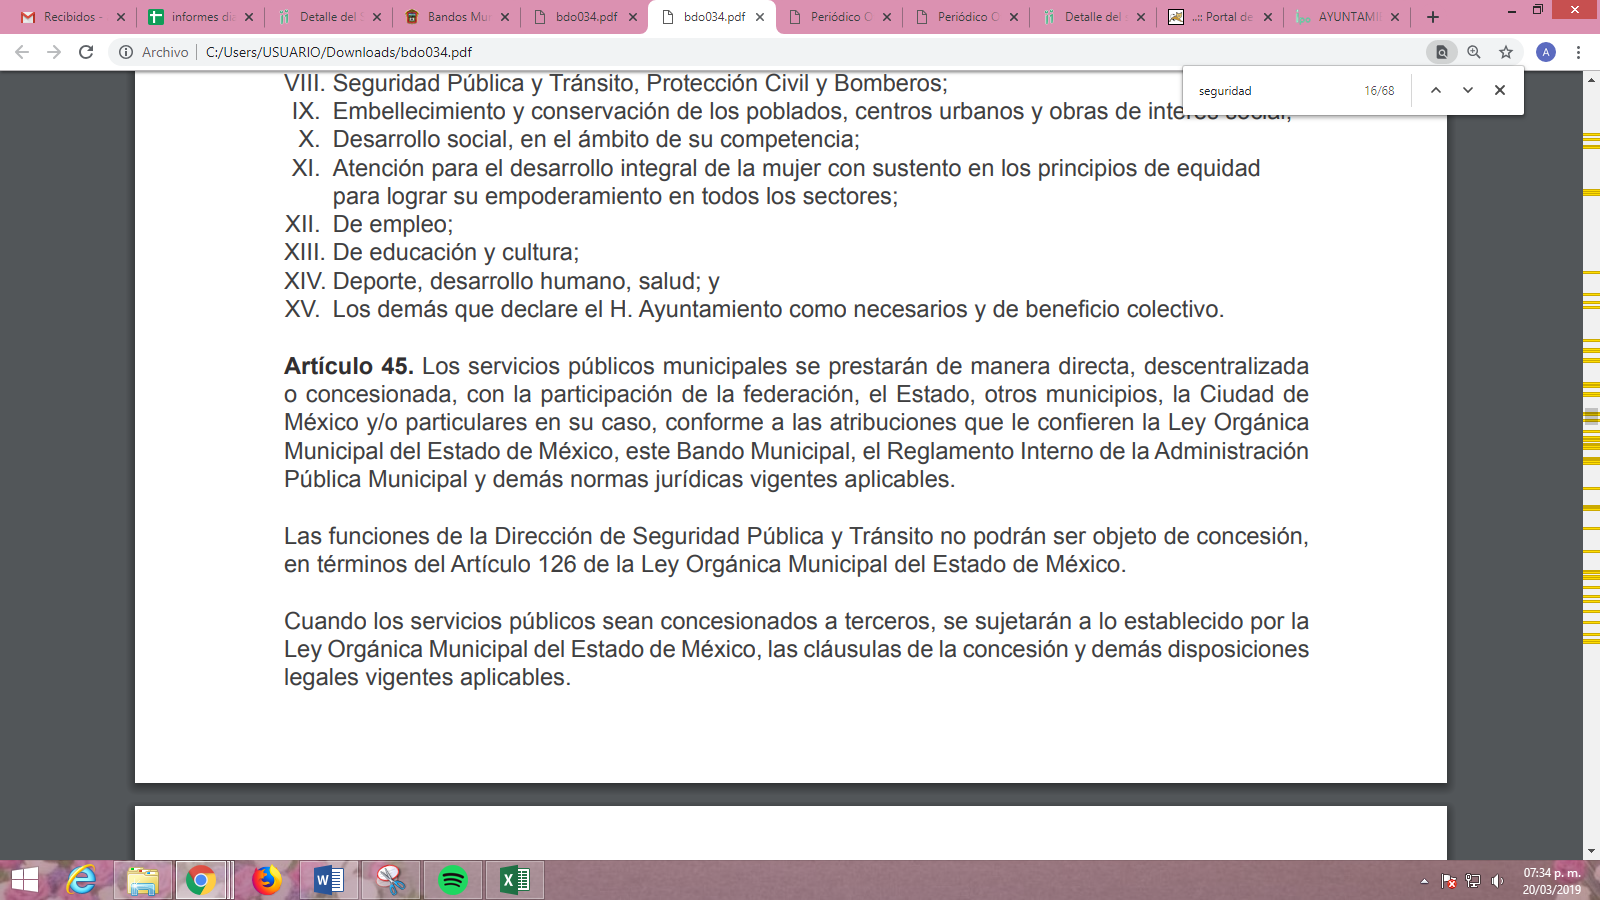 Recibidos -
informes di
Detalle del S
Bandos Mu
bdo034.pdf
bdo034.pdf
Periódico O
Periódico O
Detalle del
..:: Portal de
AYUNTAMI
Archivo
C:/Users/USUARIO/Downloads/bdo034.pdf
A
seguridad 16/68
VIII. Seguridad Pública y Tránsito, Protección Civil y Bomberos;
IX. Embellecimiento y conservación de los poblados, centros urbanos y obras de interés social;
X. Desarrollo social, en el ámbito de su competencia;
XI. Atención para el desarrollo integral de la mujer con sustento en los principios de equidad
para lograr su empoderamiento en todos los sectores;
XII. De empleo;
XIII. De educación y cultura;
XIV. Deporte, desarrollo humano, salud; y
XV. Los demás que declare el H. Ayuntamiento como necesarios y de beneficio colectivo.
Artículo 45. Los servicios públicos municipales se prestarán de manera directa, descentralizada
o concesionada, con la participación de la federación, el Estado, otros municipios, la Ciudad de
México y/o particulares en su caso, conforme a las atribuciones que le confieren la Ley Orgánica
Municipal del Estado de México, este Bando Municipal, el Reglamento Interno de la Administración
Pública Municipal y demás normas jurídicas vigentes aplicables.
Las funciones de la Dirección de Seguridad Pública y Tránsito no podrán ser objeto de concesión,
en términos del Artículo 126 de la Ley Orgánica Municipal del Estado de México.
Cuando los servicios públicos sean concesionados a terceros, se sujetarán a lo establecido por la
Ley Orgánica Municipal del Estado de México, las cláusulas de la concesión y demás disposiciones
legales vigentes aplicables.
07:34 p. m.
20/03/2019